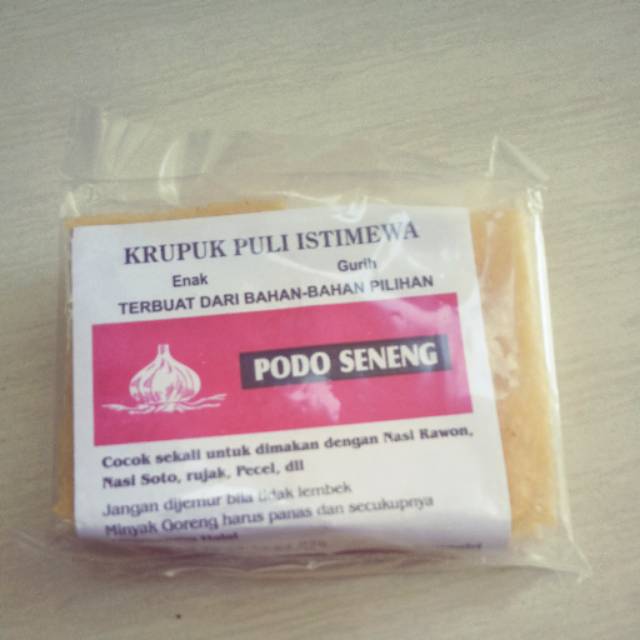 KRUPUK PULI ISTIMEWA
Enak Gurih
TERBUAT DARI BAHAN-BAHAN PILIHAN
PODO SENENG
Cocok sekali untuk dimakan dengan Nasi Rawon,
Nasi Soto, rujak, Pecel, dll
Jangan dijemur bila tidak lembek
Minyak Goreng harus panas dan secukupnya